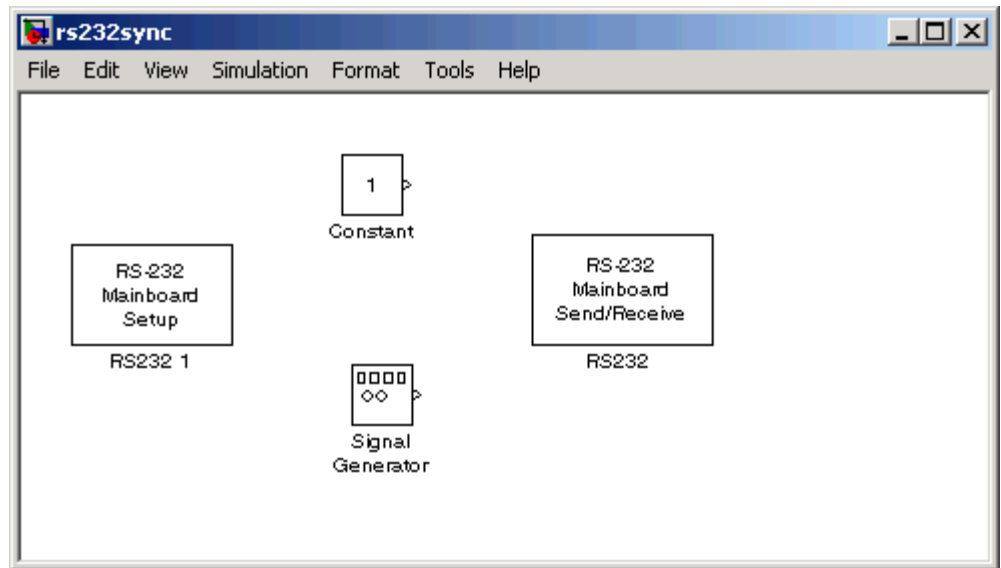 rs232sync
File Edit View Simulation Format Tools Help
1
Constant
RS-232
Mainboard
Setup
RS232 1
RS-232
Mainboard
Send/Receive
RS232
Signal
Generator